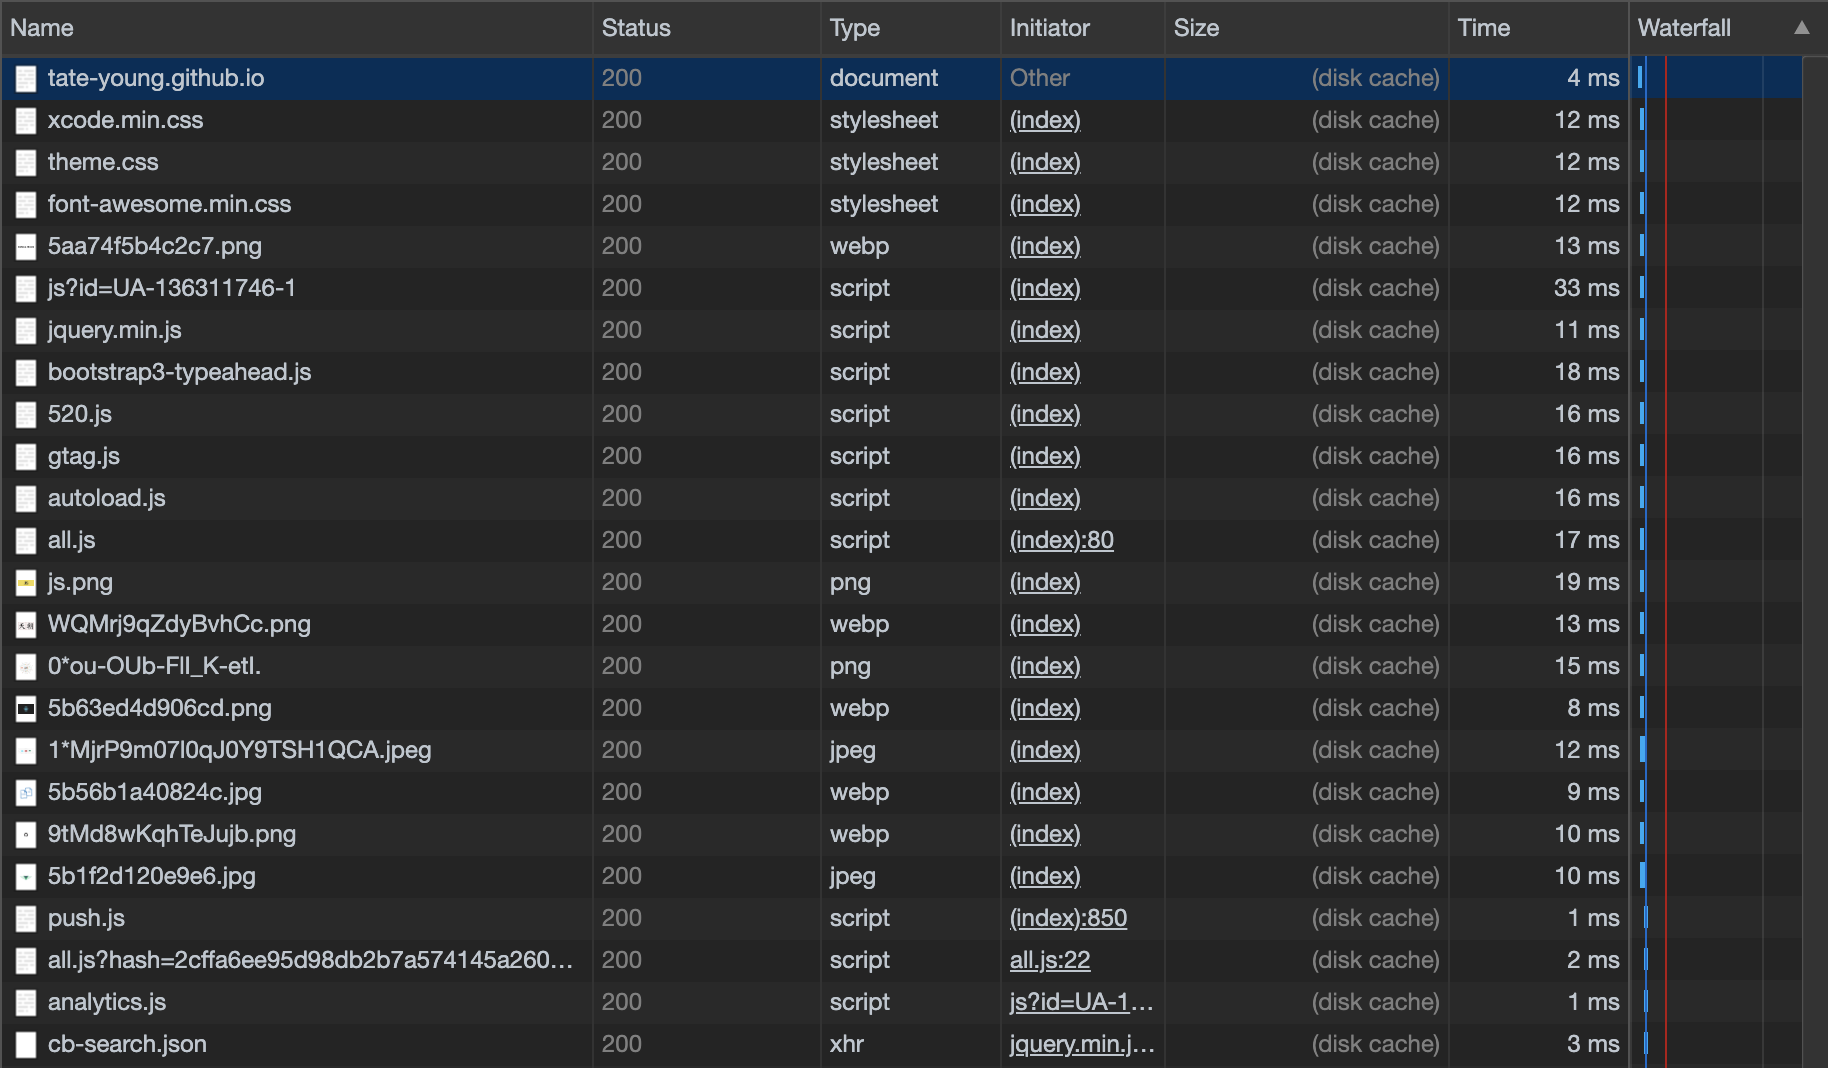 Name Status Type Initiator Size Time Waterfall
tate-young.github.io 200 document Other (disk cache) 4 ms
xcode.min.css 200 stylesheet (index) (disk cache) 12 ms
theme.css 200 stylesheet (index) (disk cache) 12 ms
font-awesome.min.css 200 stylesheet (index) (disk cache) 12 ms
5aa74f5b4c2c7.png 200 webp (index) (disk cache) 13 ms
js?id=UA-136311746-1 200 script (index) (disk cache) 33 ms
jquery.min.js 200 script (index) (disk cache) 11 ms
bootstrap3-typeahead.js 200 script (index) (disk cache) 18 ms
520.js 200 script (index) (disk cache) 16 ms
gtag.js 200 script (index) (disk cache) 16 ms
autoload.js 200 script (index) (disk cache) 16 ms
all.js 200 script (index):80 (disk cache) 17 ms
js.png 200 png (index) (disk cache) 19 ms
WQMrj9qZdyBvhCc.png 200 webp (index) (disk cache) 13 ms
0*ou-OUb-FlI_K-etI. 200 png (index) (disk cache) 15 ms
5b63ed4d906cd.png 200 webp (index) (disk cache) 8 ms
1*MjrP9m07I0qJ0Y9TSH1QCA.jpeg 200 jpeg (index) (disk cache) 12 ms
5b56b1a40824c.jpg 200 webp (index) (disk cache) 9 ms
9tMd8wKqhTeJujb.png 200 webp (index) (disk cache) 10 ms
5b1f2d120e9e6.jpg 200 jpeg (index) (disk cache) 10 ms
push.js 200 script (index):850 (disk cache) 1 ms
all.js?hash=2cffa6ee95d98db2b7a574145a260… 200 script all.js:22 (disk cache) 2 ms
analytics.js 200 script js?id=UA-1… (disk cache) 1 ms
cb-search.json 200 xhr jquery.min.j… (disk cache) 3 ms